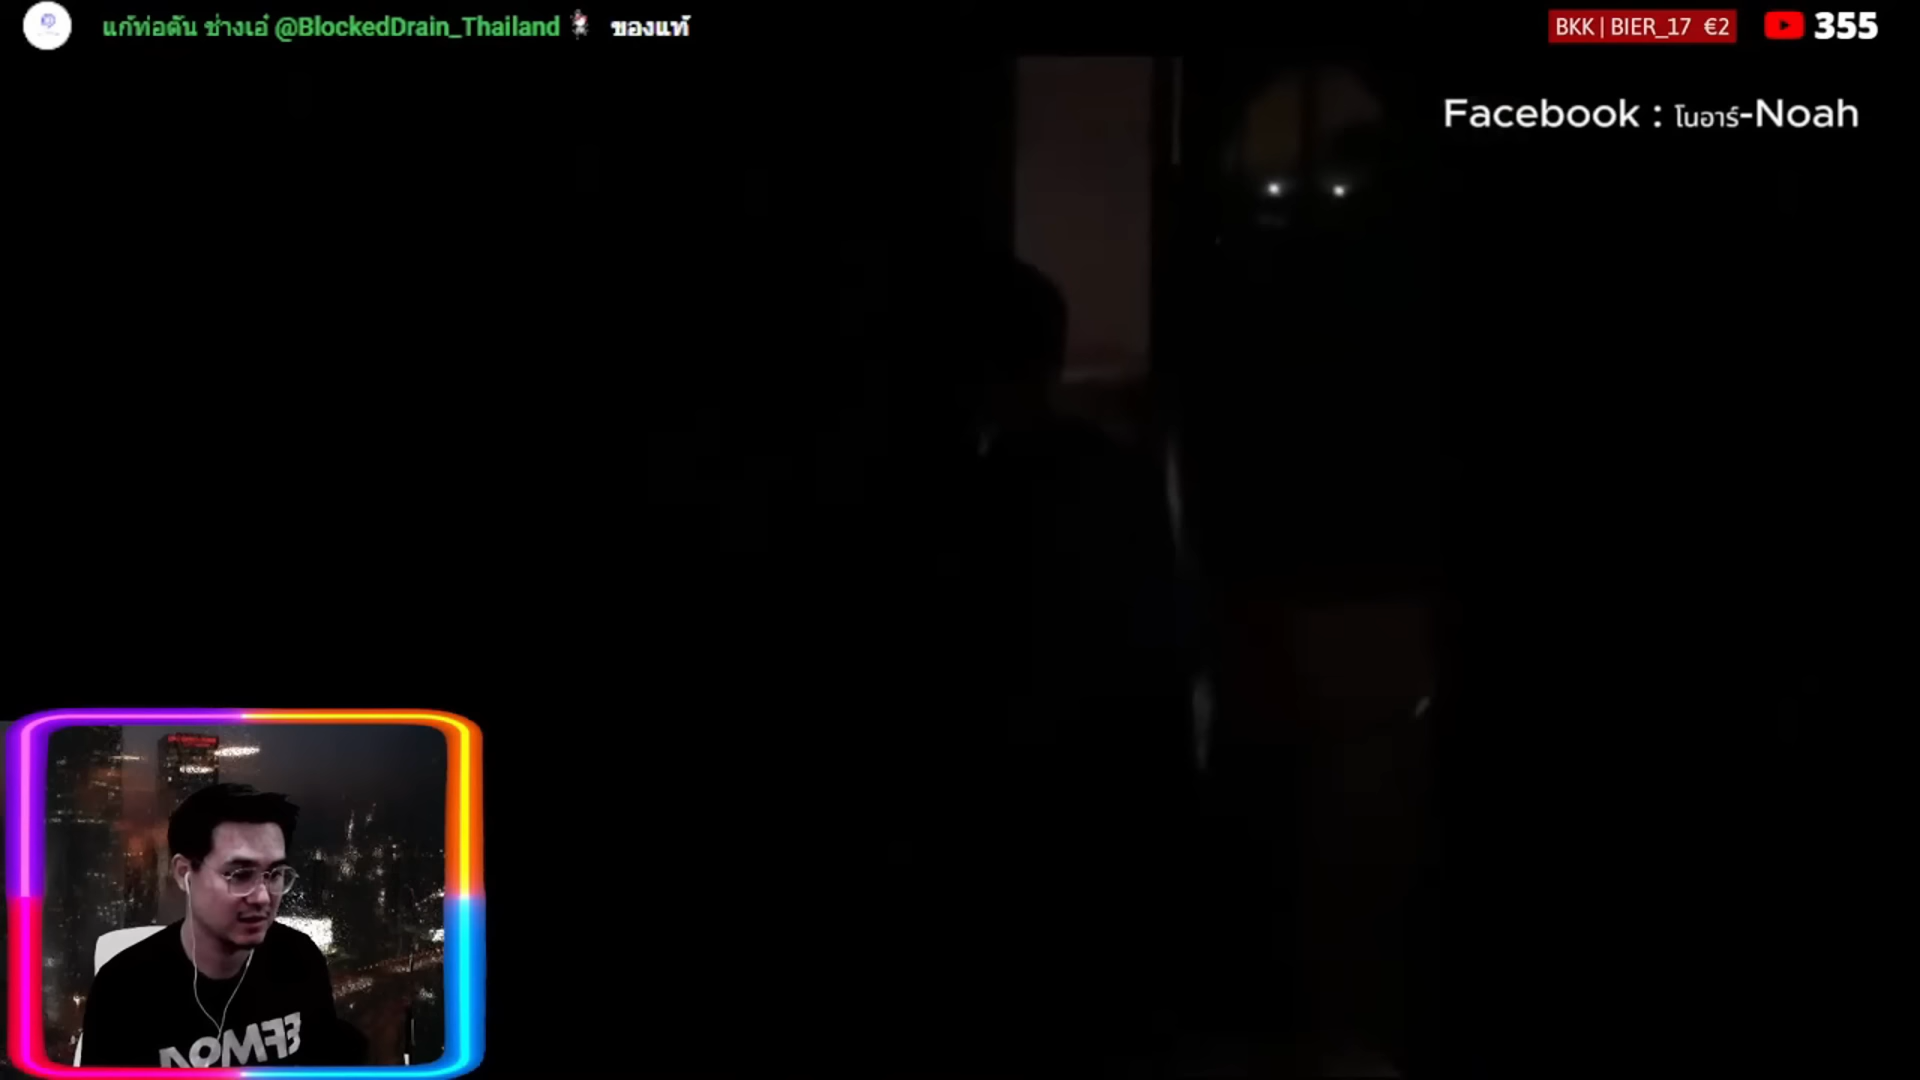 แก้ท่อตัน ช่างเอ๋ @BlockedDrain_Thailand ของแท้
BKK | BIER_17 €2
355
Facebook : โนอาร์-Noah